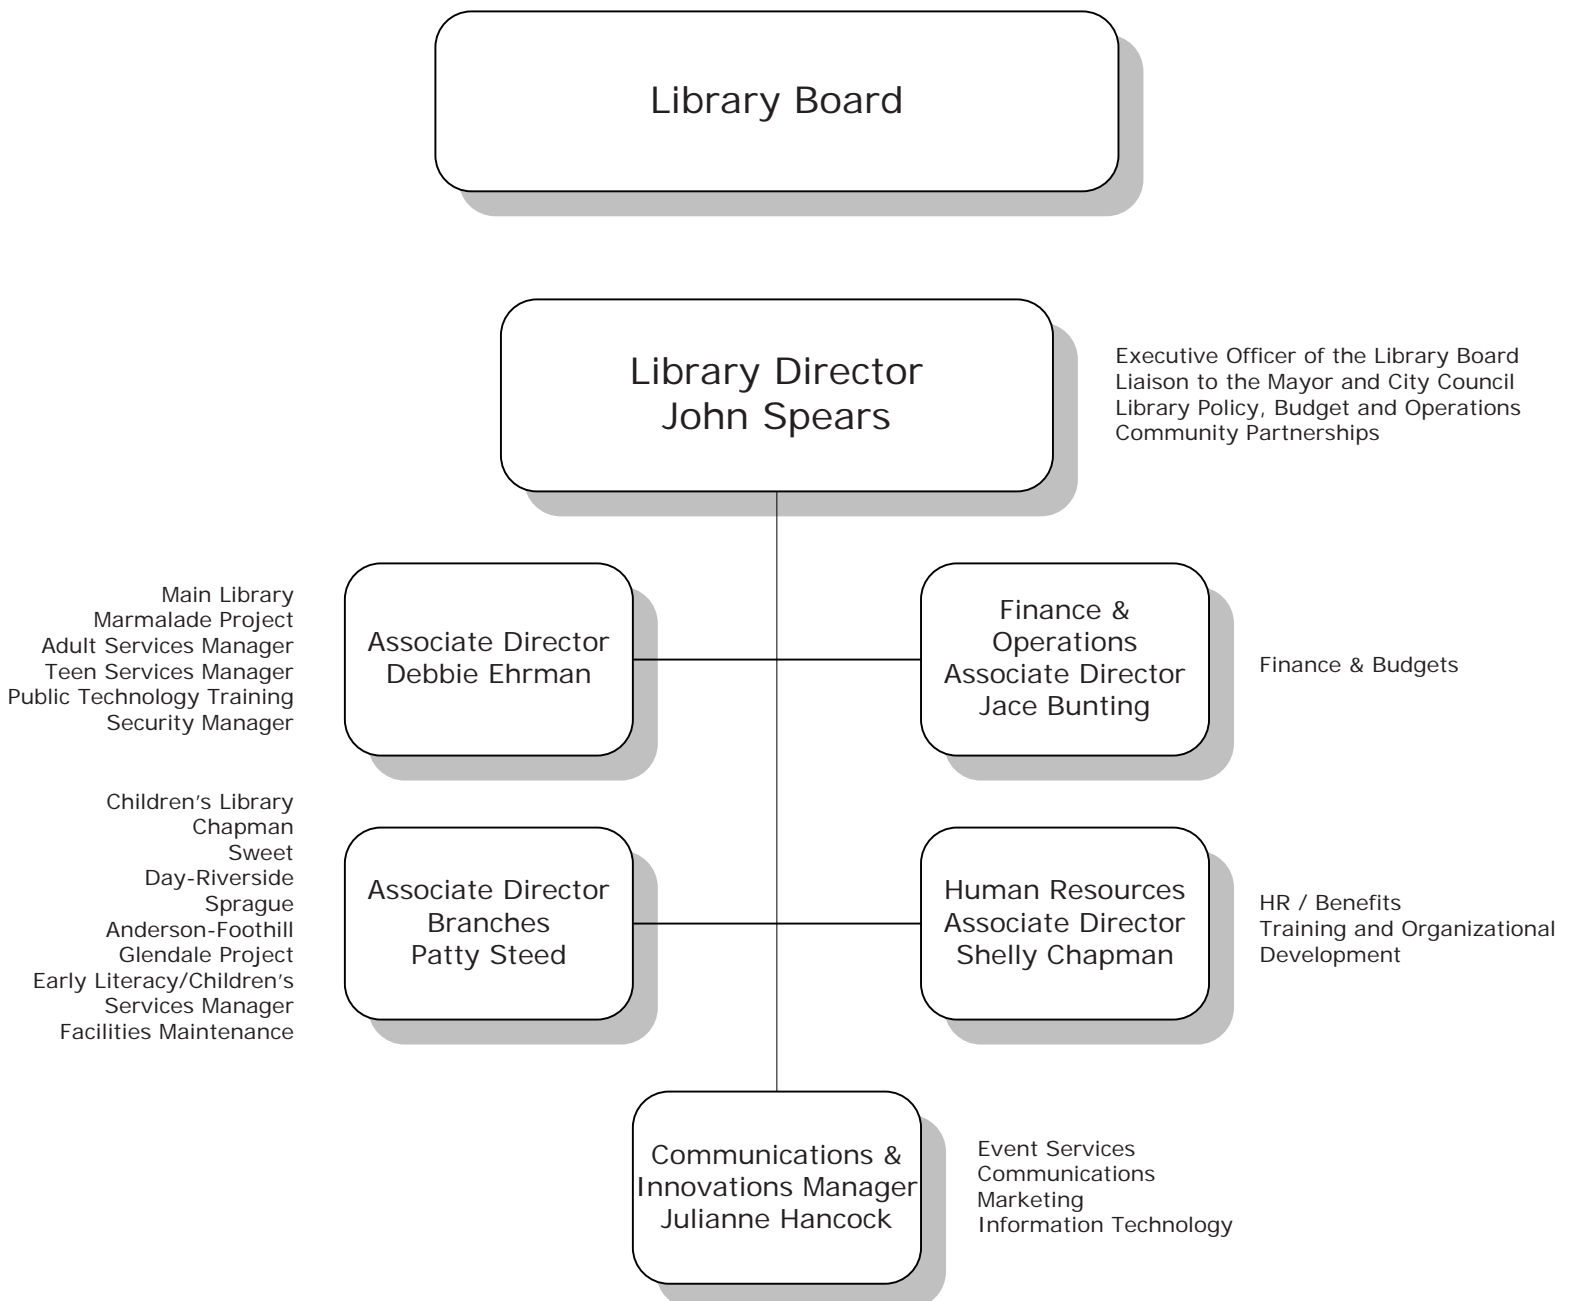 Library Board
Library Director
John Spears
Executive Officer of the Library Board
Liaison to the Mayor and City Council
Library Policy, Budget and Operations
Community Partnerships
Main Library
Marmalade Project
Adult Services Manager
Teen Services Manager
Public Technology Training
Security Manager
Associate Director
Debbie Ehrman
Finance &
Operations
Associate Director
Jace Bunting
Finance & Budgets
Children’s Library
Chapman
Sweet
Day-Riverside
Sprague
Anderson-Foothill
Glendale Project
Early Literacy/Children’s
Services Manager
Facilities Maintenance
Associate Director
Branches
Patty Steed
Human Resources
Associate Director
Shelly Chapman
HR / Benefits
Training and Organizational
Development
Communications &
Innovations Manager
Julianne Hancock
Event Services
Communications
Marketing
Information Technology